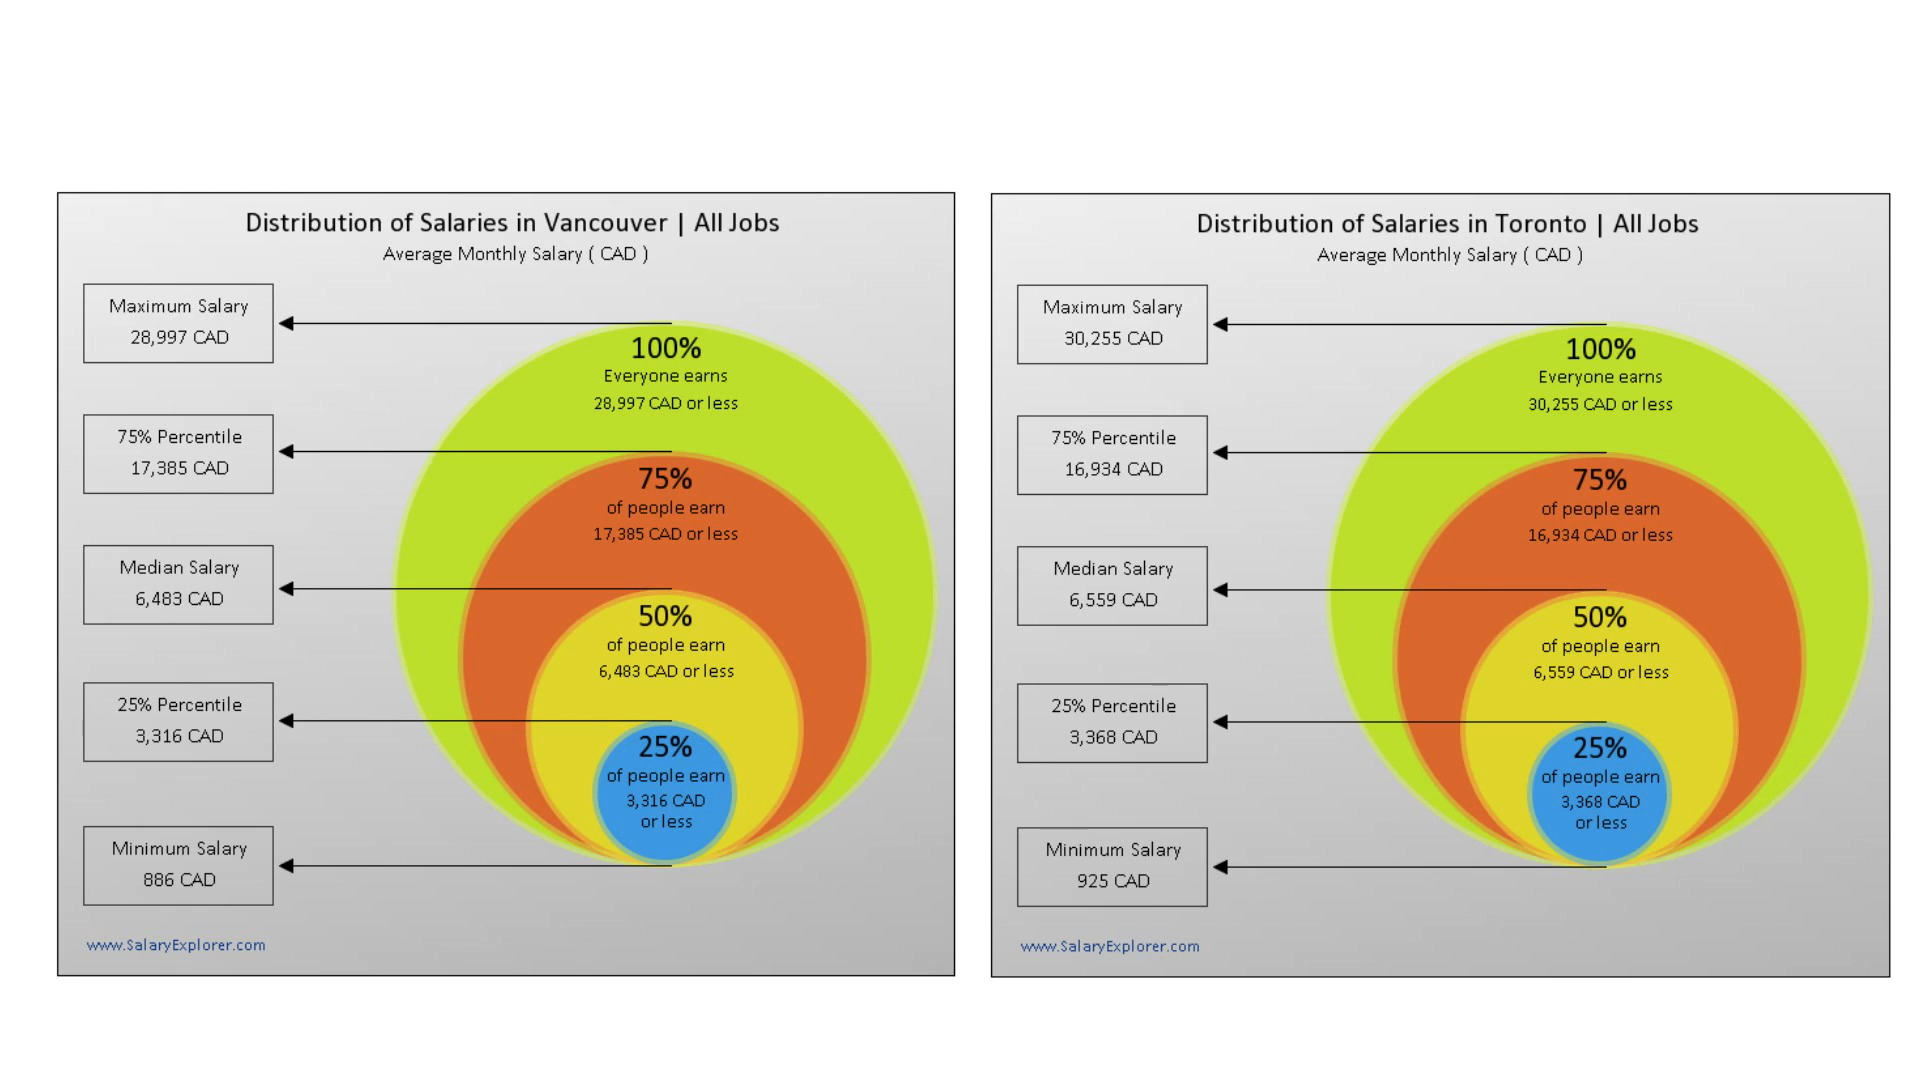 Distribution of Salaries in Vancouver | All Jobs
Average Monthly Salary ( CAD )
Maximum Salary
28,997 CAD
75% Percentile
17,385 CAD
Median Salary
6,483 CAD
25% Percentile
3,316 CAD
Minimum Salary
886 CAD
100%
Everyone earns
28,997 CAD or less
75%
of people earn
17,385 CAD or less
50%
of people earn
6,483 CAD or less
25%
of people earn
3,316 CAD
or less
www.SalaryExplorer.com
Distribution of Salaries in Toronto | All Jobs
Average Monthly Salary ( CAD )
Maximum Salary
30,255 CAD
75% Percentile
16,934 CAD
Median Salary
6,559 CAD
25% Percentile
3,368 CAD
Minimum Salary
925 CAD
100%
Everyone earns
30,255 CAD or less
75%
of people earn
16,934 CAD or less
50%
of people earn
6,559 CAD or less
25%
of people earn
3,368 CAD
or less
www.SalaryExplorer.com